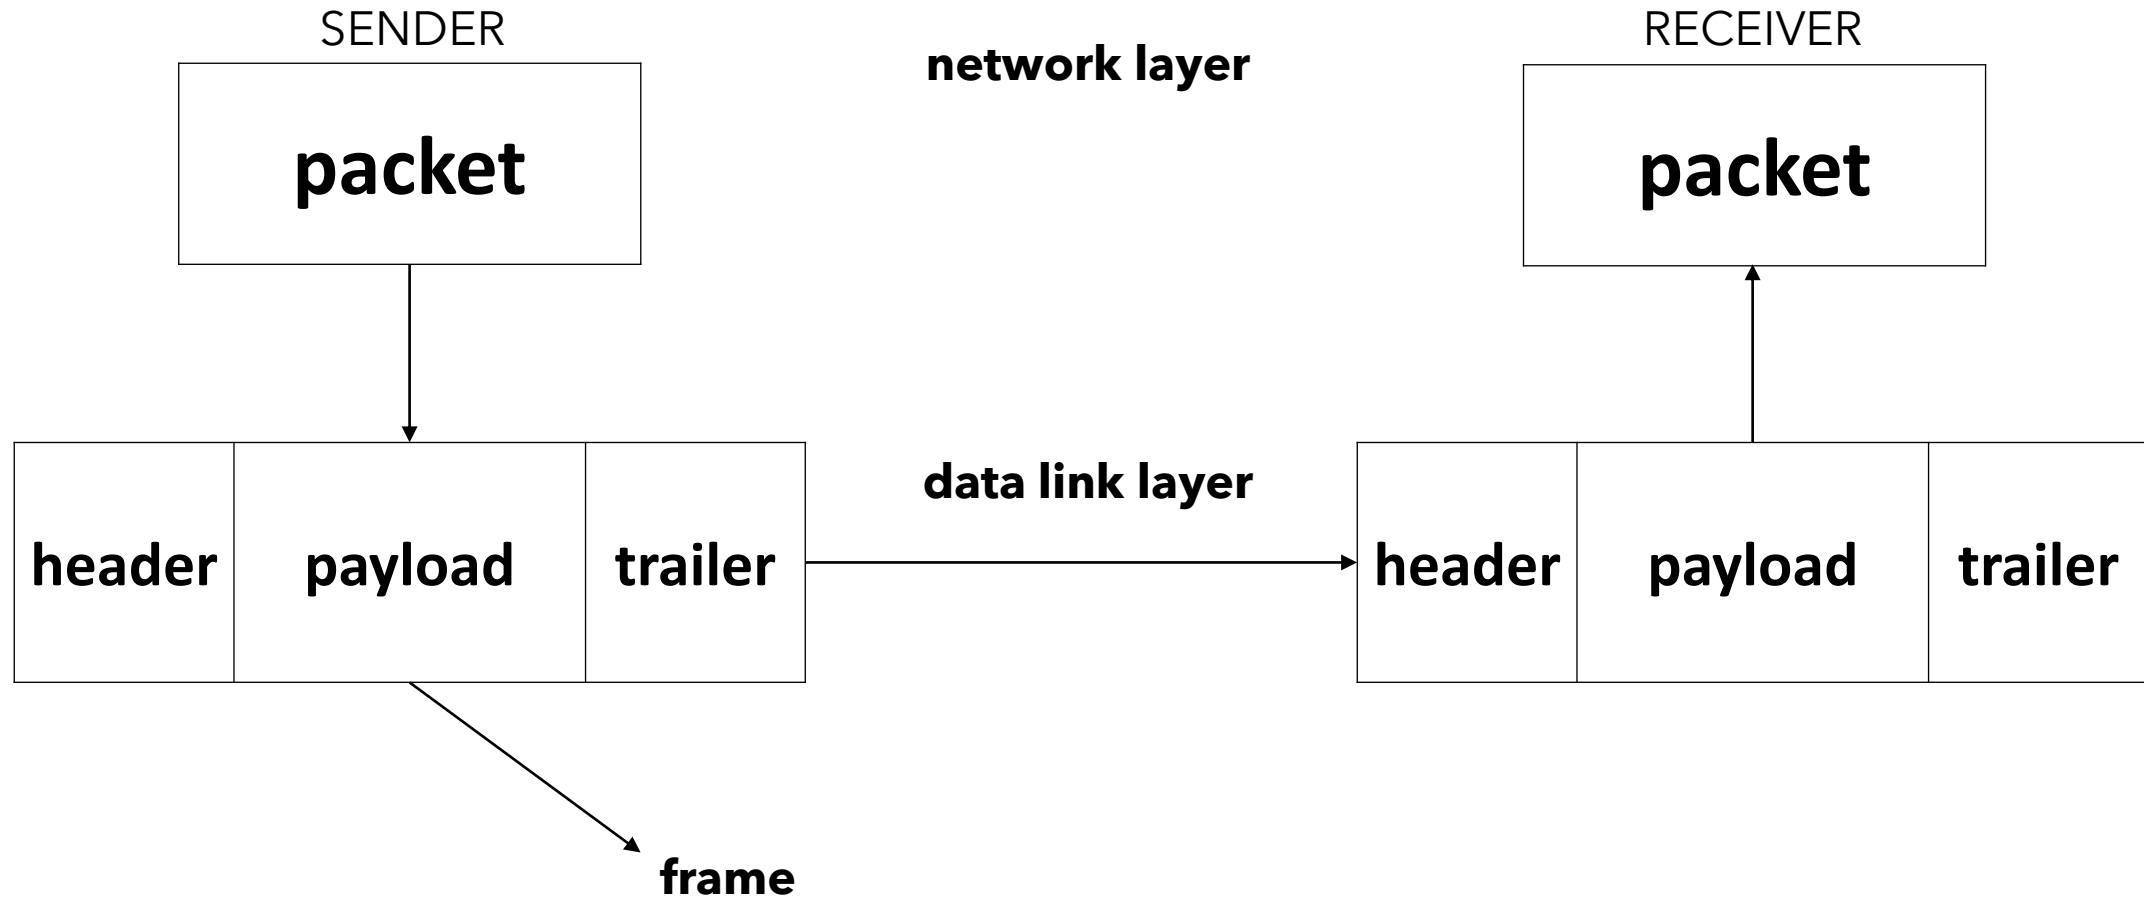 SENDER
network layer
RECEIVER
packet
packet
data link layer
header
payload
trailer
header
payload
trailer
frame